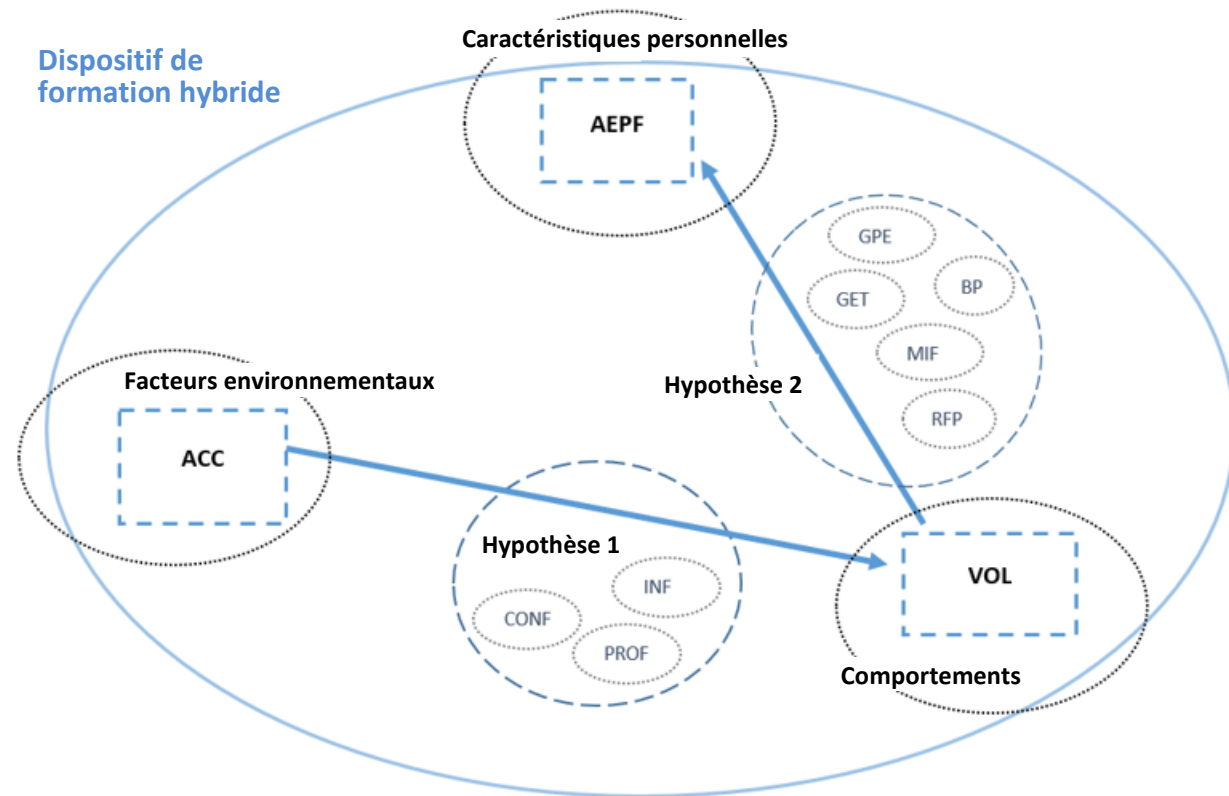 Caractéristiques personnelles
Dispositif de
formation hybride
AEPF
GPE
BP
GET
MIF
Facteurs environnementaux
Hypothèse 2
RFP
ACC
Hypothèse 1
INF
VOL
CONF
PROF
Comportements